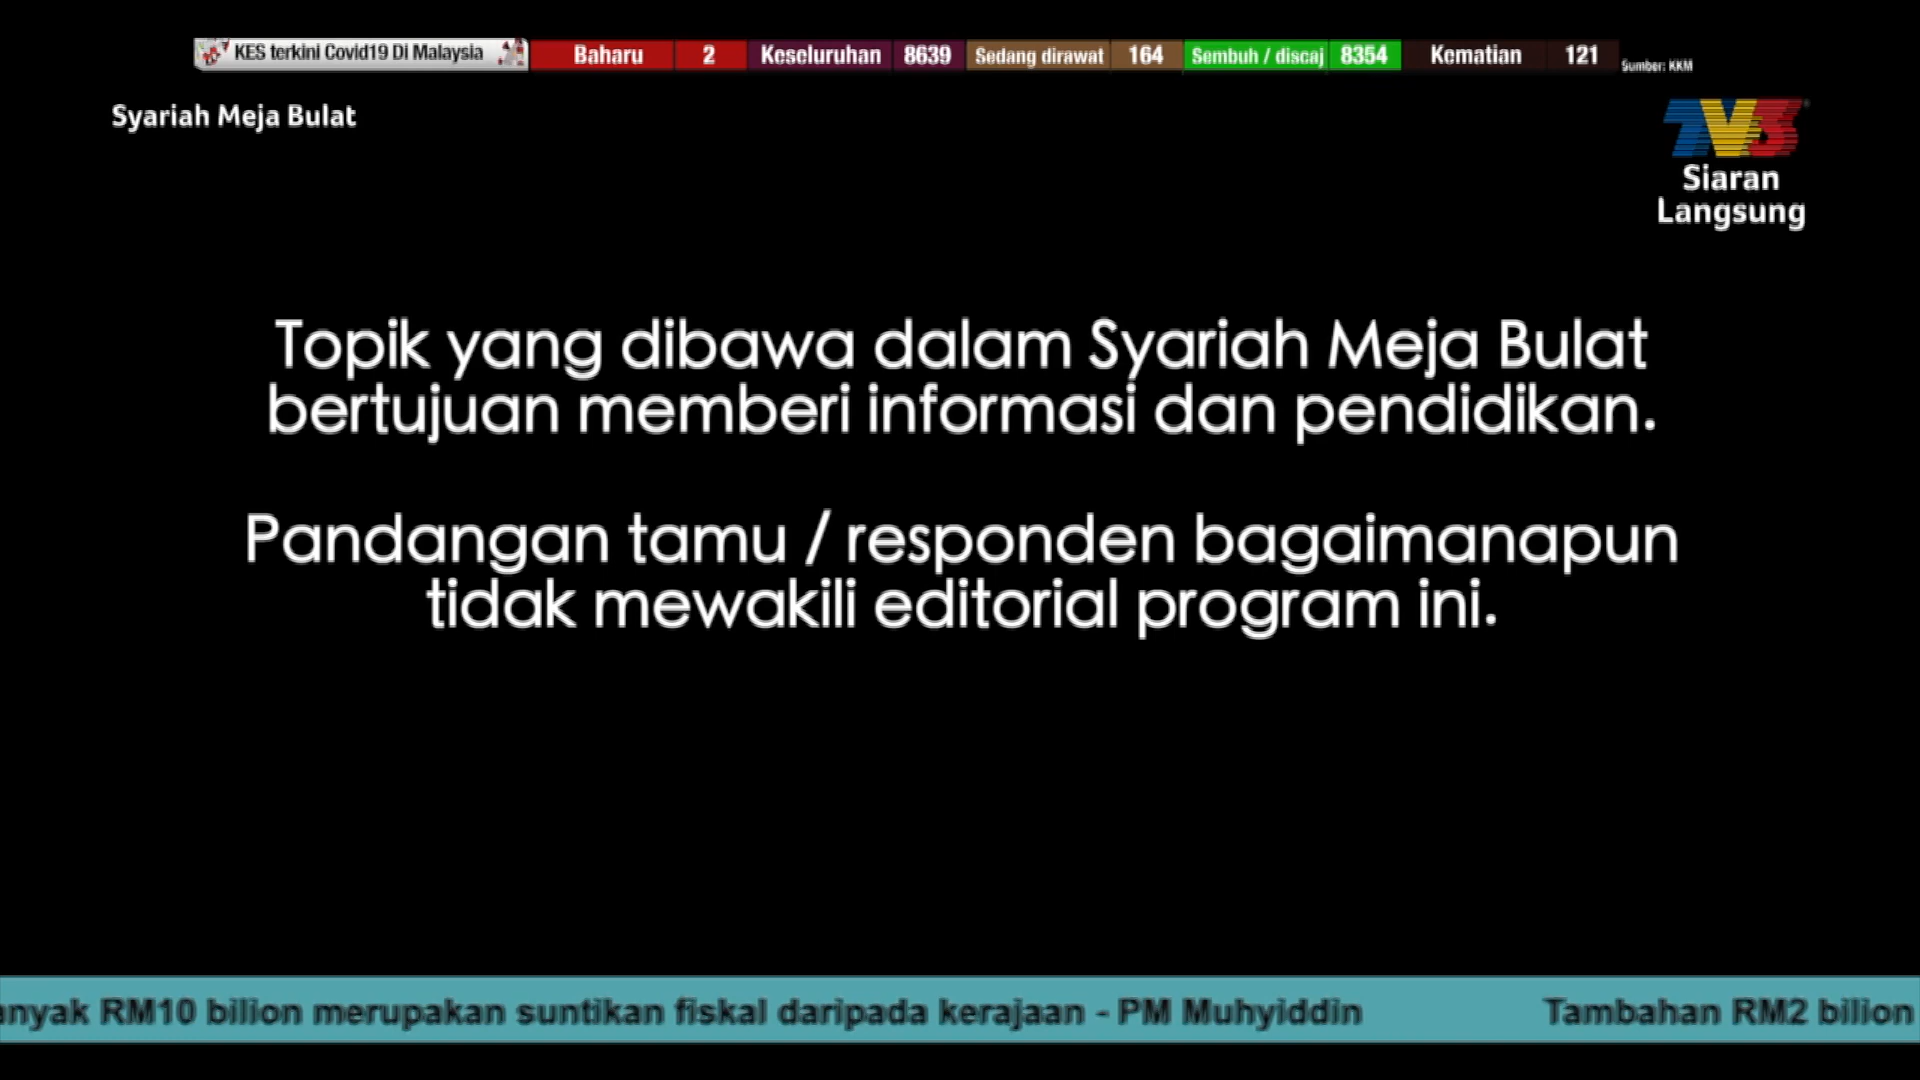 KES terkini Covid19 Di Malaysia Baharu 2 Keseluruhan 8639 Sedang dirawat 164 Sembuh / discaj 8354 Kematian 121 Sumber: KKM
Syariah Meja Bulat
TV3
Siaran
Langsung
Topik yang dibawa dalam Syariah Meja Bulat
bertujuan memberi informasi dan pendidikan.
Pandangan tamu / responden bagaimanapun
tidak mewakili editorial program ini.
anyak RM10 bilion merupakan suntikan fiskal daripada kerajaan - PM Muhyiddin Tambahan RM2 bilion